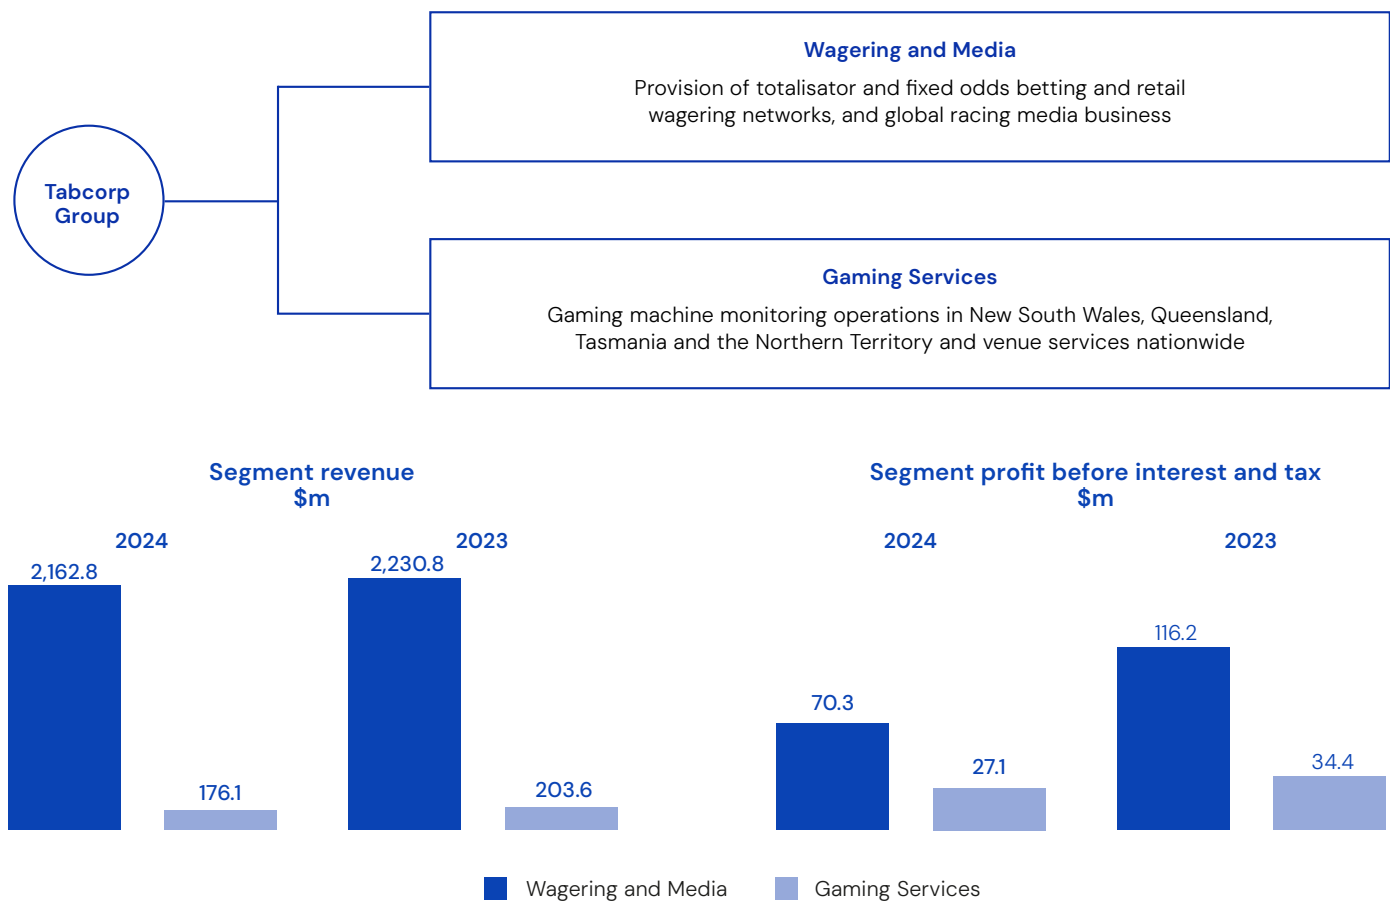 Wagering and Media
Provision of totalisator and fixed odds betting and retail
wagering networks, and global racing media business
Tabcorp
Group
Gaming Services
Gaming machine monitoring operations in New South Wales, Queensland,
Tasmania and the Northern Territory and venue services nationwide
Segment revenue
$m
2024
2023
2,162.8
176.1
2,230.8
203.6
Segment profit before interest and tax
$m
2024
2023
70.3
27.1
116.2
34.4
Wagering and Media
Gaming Services